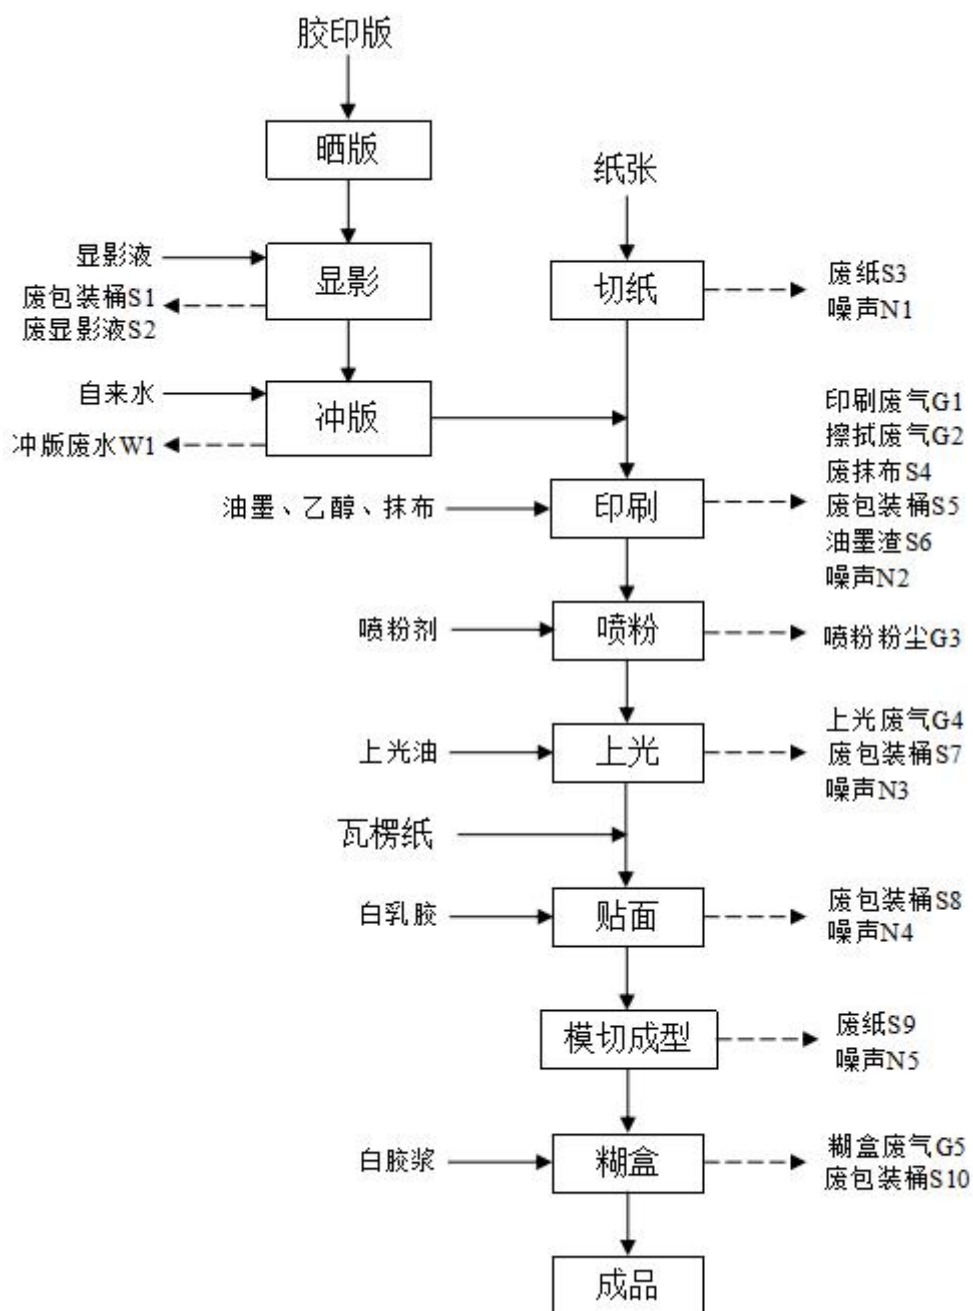 胶印版
晒版
纸张
显影液
显影
废包装桶S1
废显影液S2
切纸
废纸S3
噪声N1
自来水
冲版
冲版废水W1
印刷废气G1
擦拭废气G2
废抹布S4
废包装桶S5
油墨渣S6
噪声N2
油墨、乙醇、抹布
印刷
喷粉剂
喷粉
喷粉粉尘G3
上光油
上光
上光废气G4
废包装桶S7
噪声N3
瓦楞纸
白乳胶
贴面
废包装桶S8
噪声N4
模切成型
废纸S9
噪声N5
白胶浆
糊盒
糊盒废气G5
废包装桶S10
成品